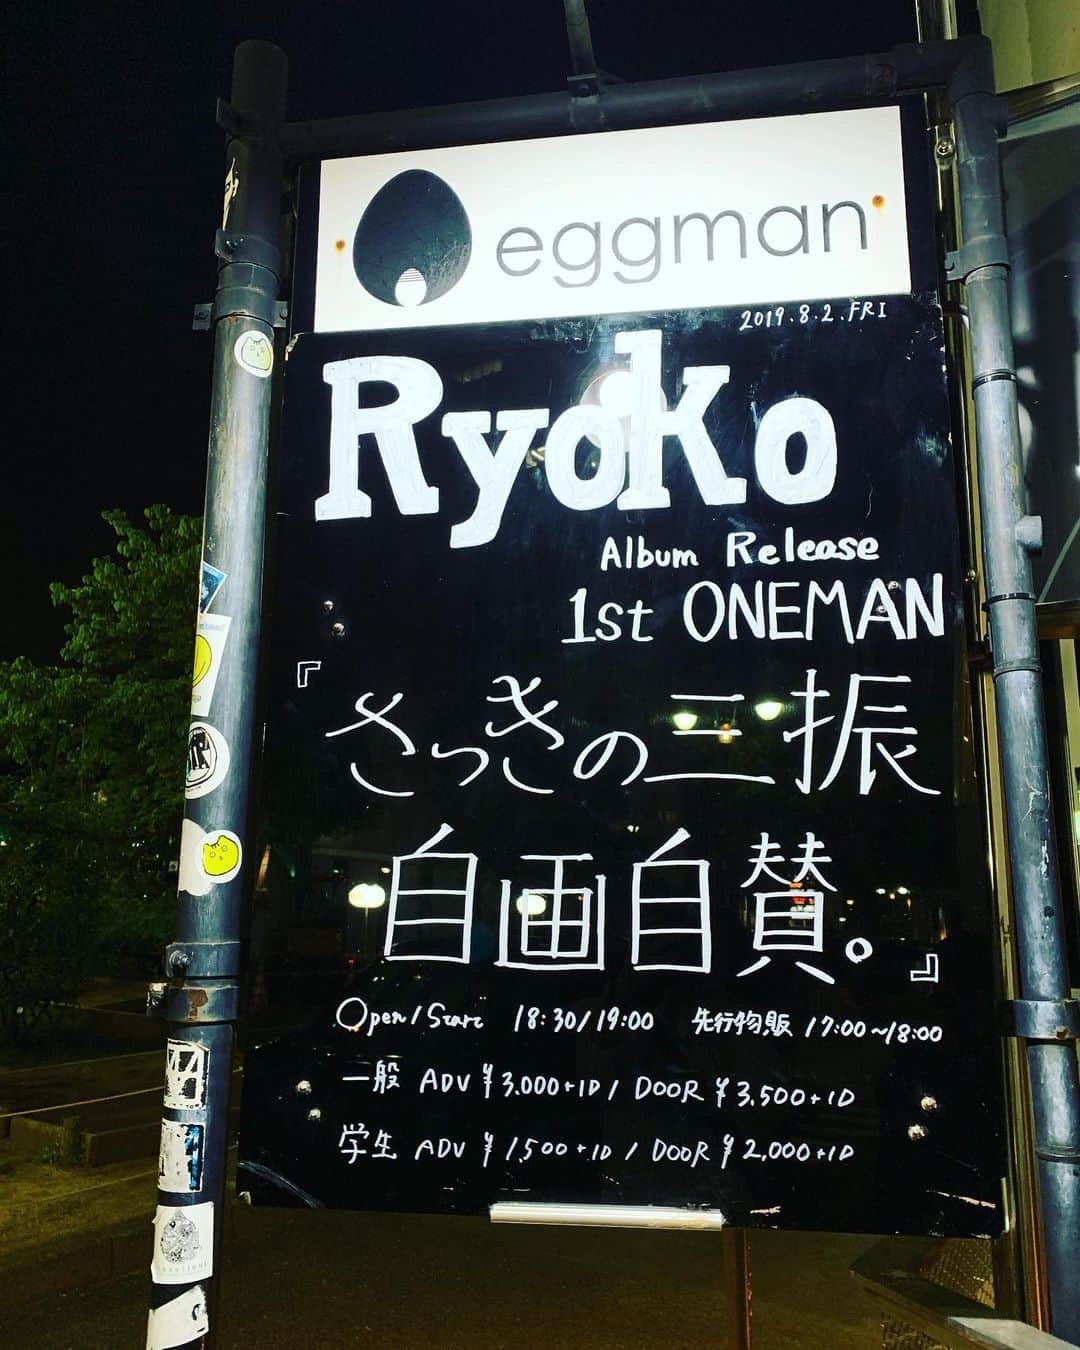 eggman
2019.8.2.FRI
Ryoko
Album Release
1st ONEMAN
『さっきの三振
自画自賛。』
Open/Start 18:30/19:00 先行物販 17:00~18:00
一般 ADV ¥3,000+1D / DOOR ¥3,500+1D
学生 ADV ¥1,500+1D / DOOR ¥2,000+1D